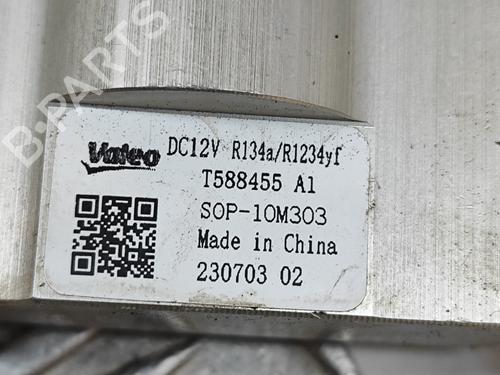 B-PARTS
Valeo DC12V R134a/R1234yf
T588455 A1
SOP-10M303
Made in China
230703 02